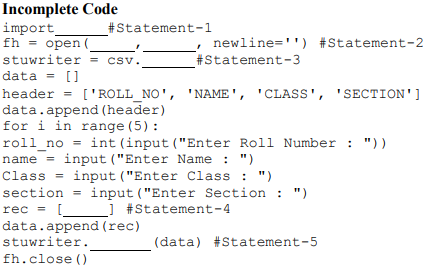 Incomplete Code
import______#Statement-1
fh = open(_____,______, newline='') #Statement-2
stuwriter = csv.______#Statement-3
data = []
header = ['ROLL_NO', 'NAME', 'CLASS', 'SECTION']
data.append(header)
for i in range(5):
roll_no = int(input("Enter Roll Number : "))
name = input("Enter Name : ")
Class = input("Enter Class : ")
section = input("Enter Section : ")
rec = [_____] #Statement-4
data.append(rec)
stuwriter.______ (data) #Statement-5
fh.close()